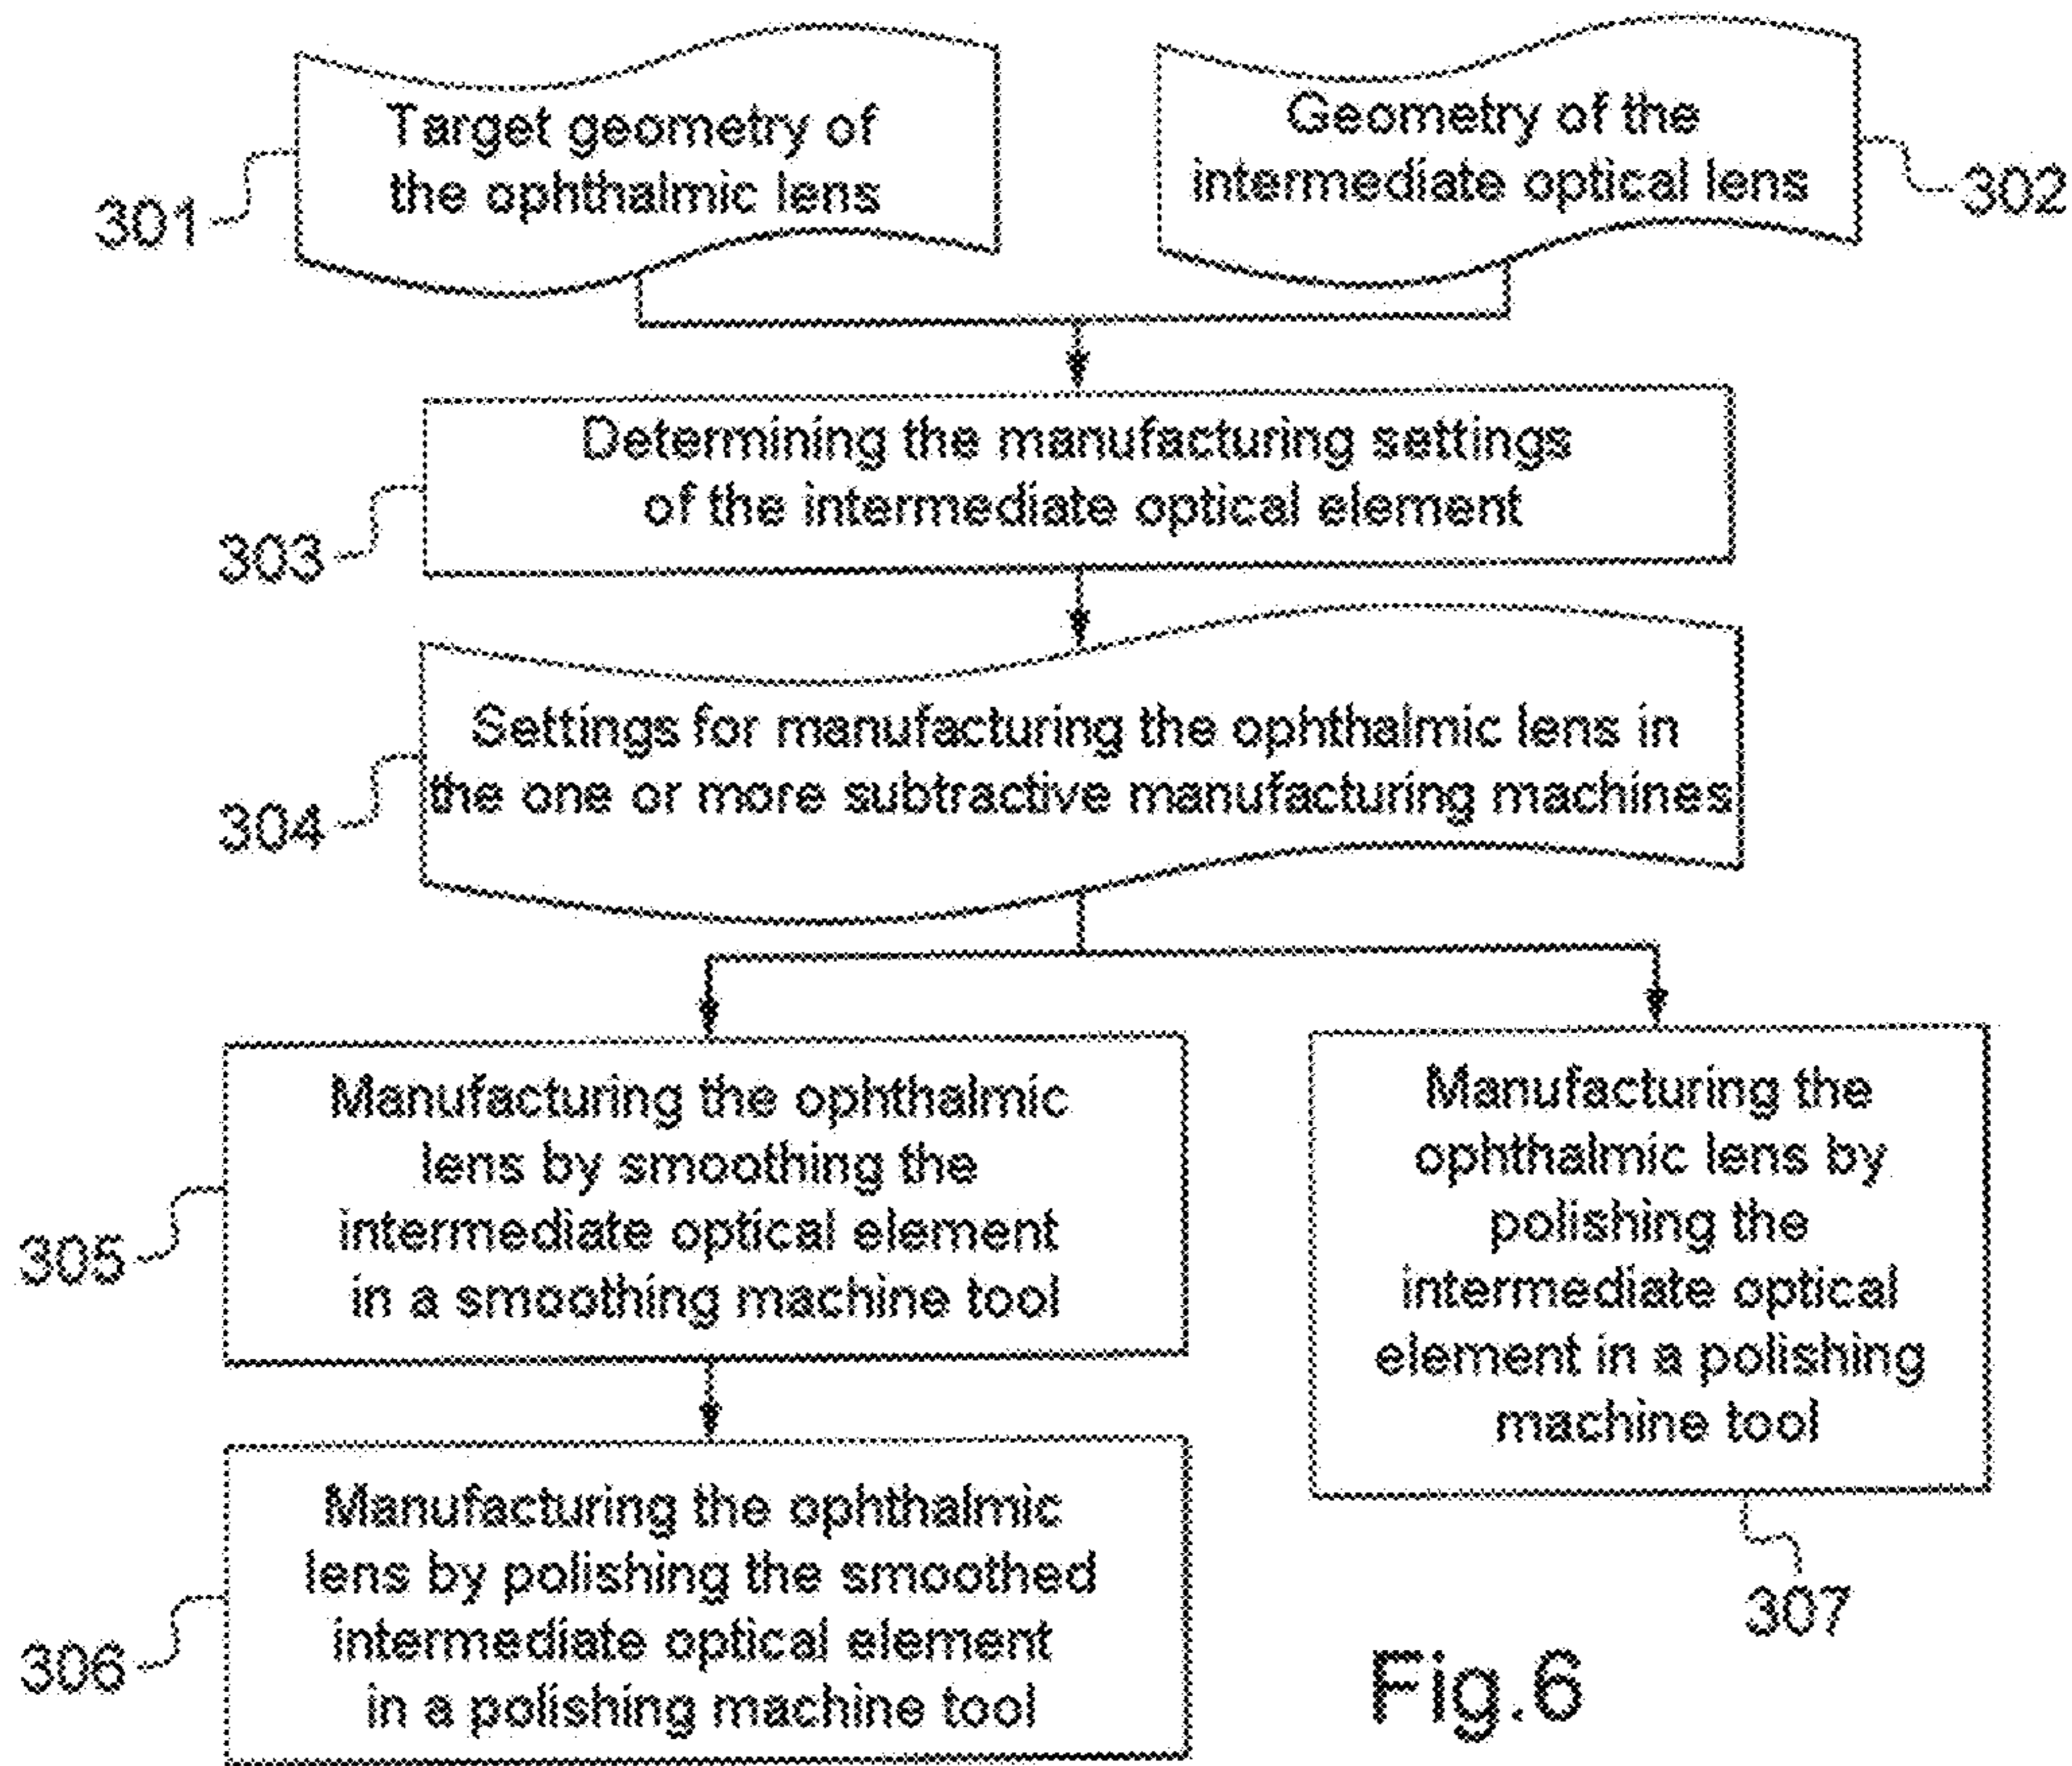 Target geometry of
the ophthalmic lens
301
Geometry of the
intermediate optical lens
302
Determining the manufacturing settings
of the intermediate optical element
303
Settings for manufacturing the ophthalmic lens in
the one or more subtractive manufacturing machines
304
Manufacturing the ophthalmic
lens by smoothing the
intermediate optical element
in a smoothing machine tool
305
Manufacturing the
ophthalmic lens by
polishing the
intermediate optical
element in a polishing
machine tool
307
Manufacturing the ophthalmic
lens by polishing the smoothed
intermediate optical element
in a polishing machine tool
306
Fig.6